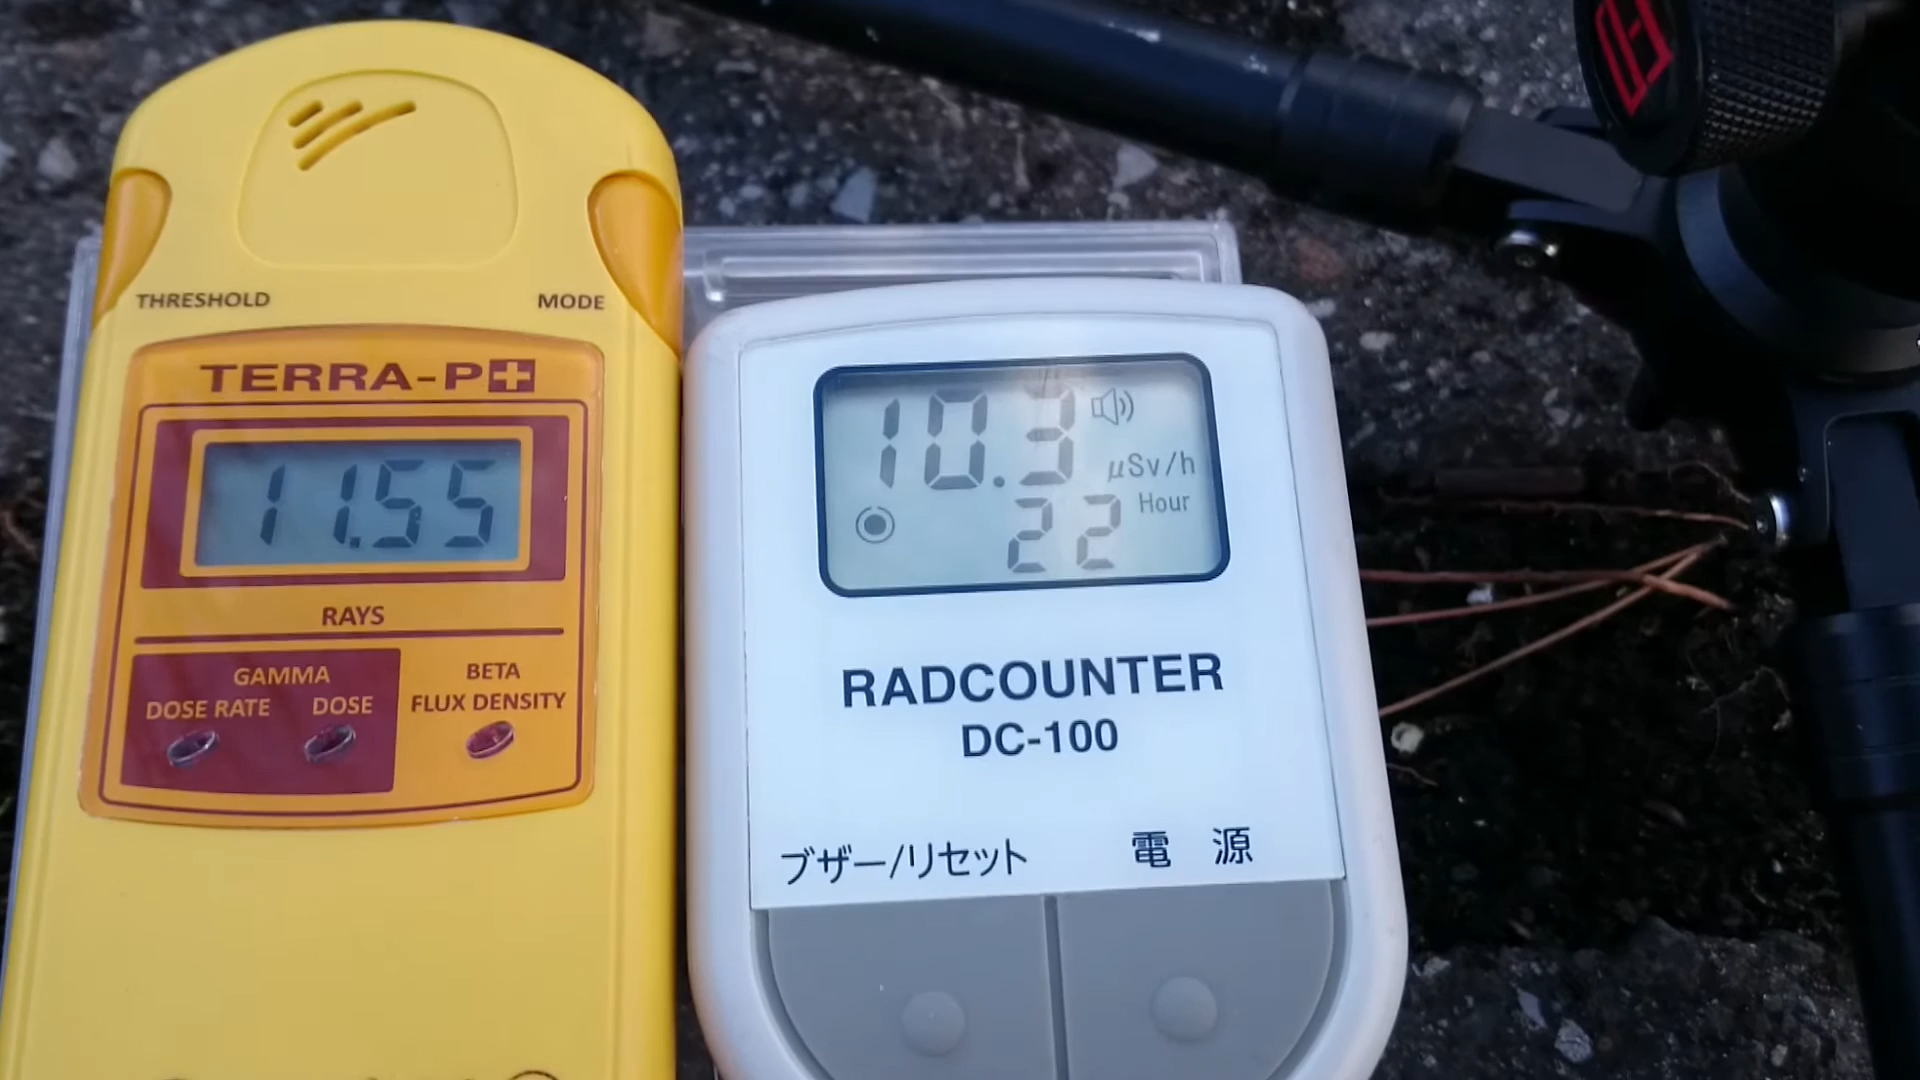 THRESHOLD
MODE
TERRA-P
11.55
RAYS
GAMMA
DOSE RATE
DOSE
BETA
FLUX DENSITY
10.3
μSv/h
22
Hour
RADCOUNTER
DC-100
ブザー/リセット
電源